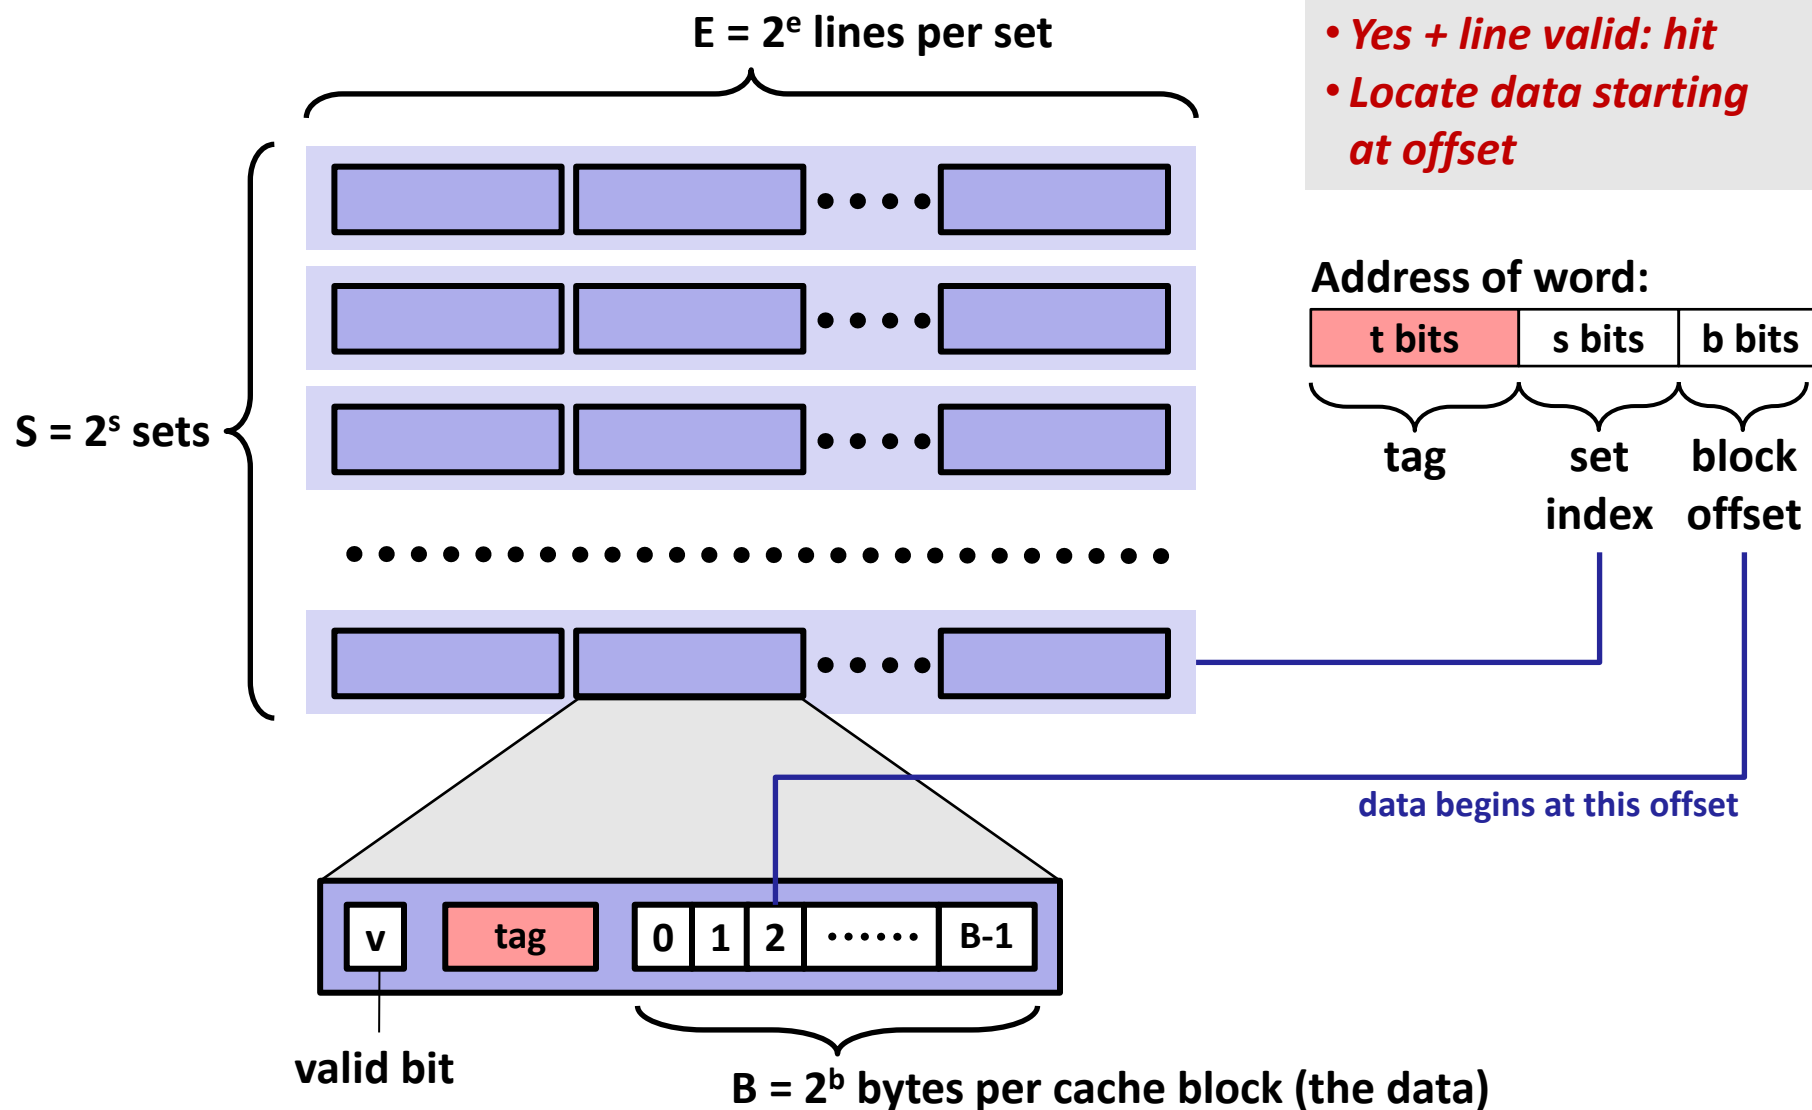 E = 2ᵉ lines per set
• Yes + line valid: hit
• Locate data starting
at offset
Address of word:
t bits s bits b bits
S = 2ˢ sets
tag set block
index offset
data begins at this offset
v tag 0 1 2 ······ B-1
valid bit
B = 2ᵇ bytes per cache block (the data)